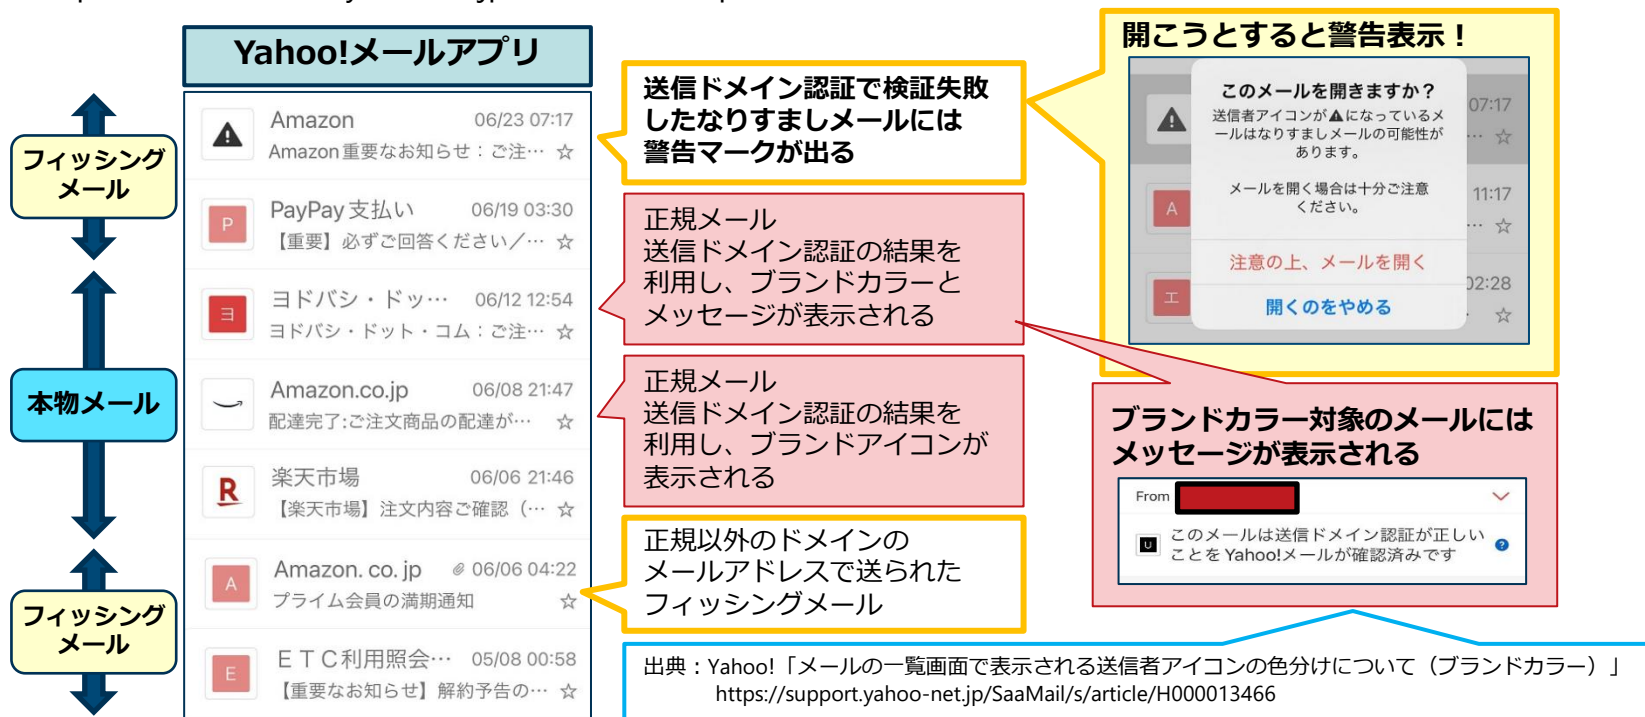 Yahoo!メールアプリ
フィッシング
メール
本物メール
フィッシング
メール
Amazon 06/23 07:17
Amazon重要なお知らせ：ご注… ☆
P
PayPay支払い 06/19 03:30
【重要】必ずご回答ください／… ☆
ヨ
ヨドバシ・ドッ… 06/12 12:54
ヨドバシ・ドット・コム：ご注… ☆
Amazon.co.jp 06/08 21:47
配達完了:ご注文商品の配達が… ☆
R
楽天市場 06/06 21:46
【楽天市場】注文内容ご確認（… ☆
A
Amazon. co. jp 06/06 04:22
プライム会員の満期通知 ☆
E
ＥＴＣ利用照会… 05/08 00:58
【重要なお知らせ】解約予告の… ☆
送信ドメイン認証で検証失敗
したなりすましメールには
警告マークが出る
正規メール
送信ドメイン認証の結果を
利用し、ブランドカラーと
メッセージが表示される
正規メール
送信ドメイン認証の結果を
利用し、ブランドアイコンが
表示される
正規以外のドメインの
メールアドレスで送られた
フィッシングメール
開こうとすると警告表示！
このメールを開きますか？
送信者アイコンが▲になっているメ
ールはなりすましメールの可能性が
あります。
メールを開く場合は十分ご注意
ください。
注意の上、メールを開く
開くのをやめる
07:17
… ☆
A
11:17
… ☆
エ
02:28
☆
ブランドカラー対象のメールには
メッセージが表示される
From
U
このメールは送信ドメイン認証が正しい
ことをYahoo!メールが確認済みです
?
出典：Yahoo!「メールの一覧画面で表示される送信者アイコンの色分けについて（ブランドカラー）」
https://support.yahoo-net.jp/SaaMail/s/article/H000013466